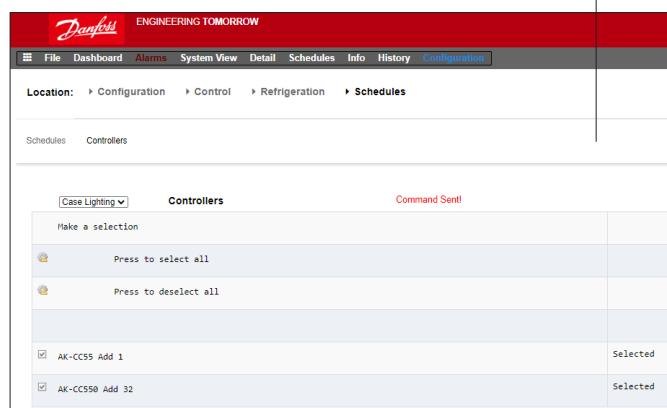 Danfoss ENGINEERING TOMORROW
File Dashboard Alarms System View Detail Schedules Info History Configuration
Location: Configuration Control Refrigeration Schedules
Schedules Controllers
Case Lighting Controllers Command Sent!
Make a selection
Press to select all
Press to deselect all
AK-CC55 Add 1 Selected
AK-CC550 Add 32 Selected